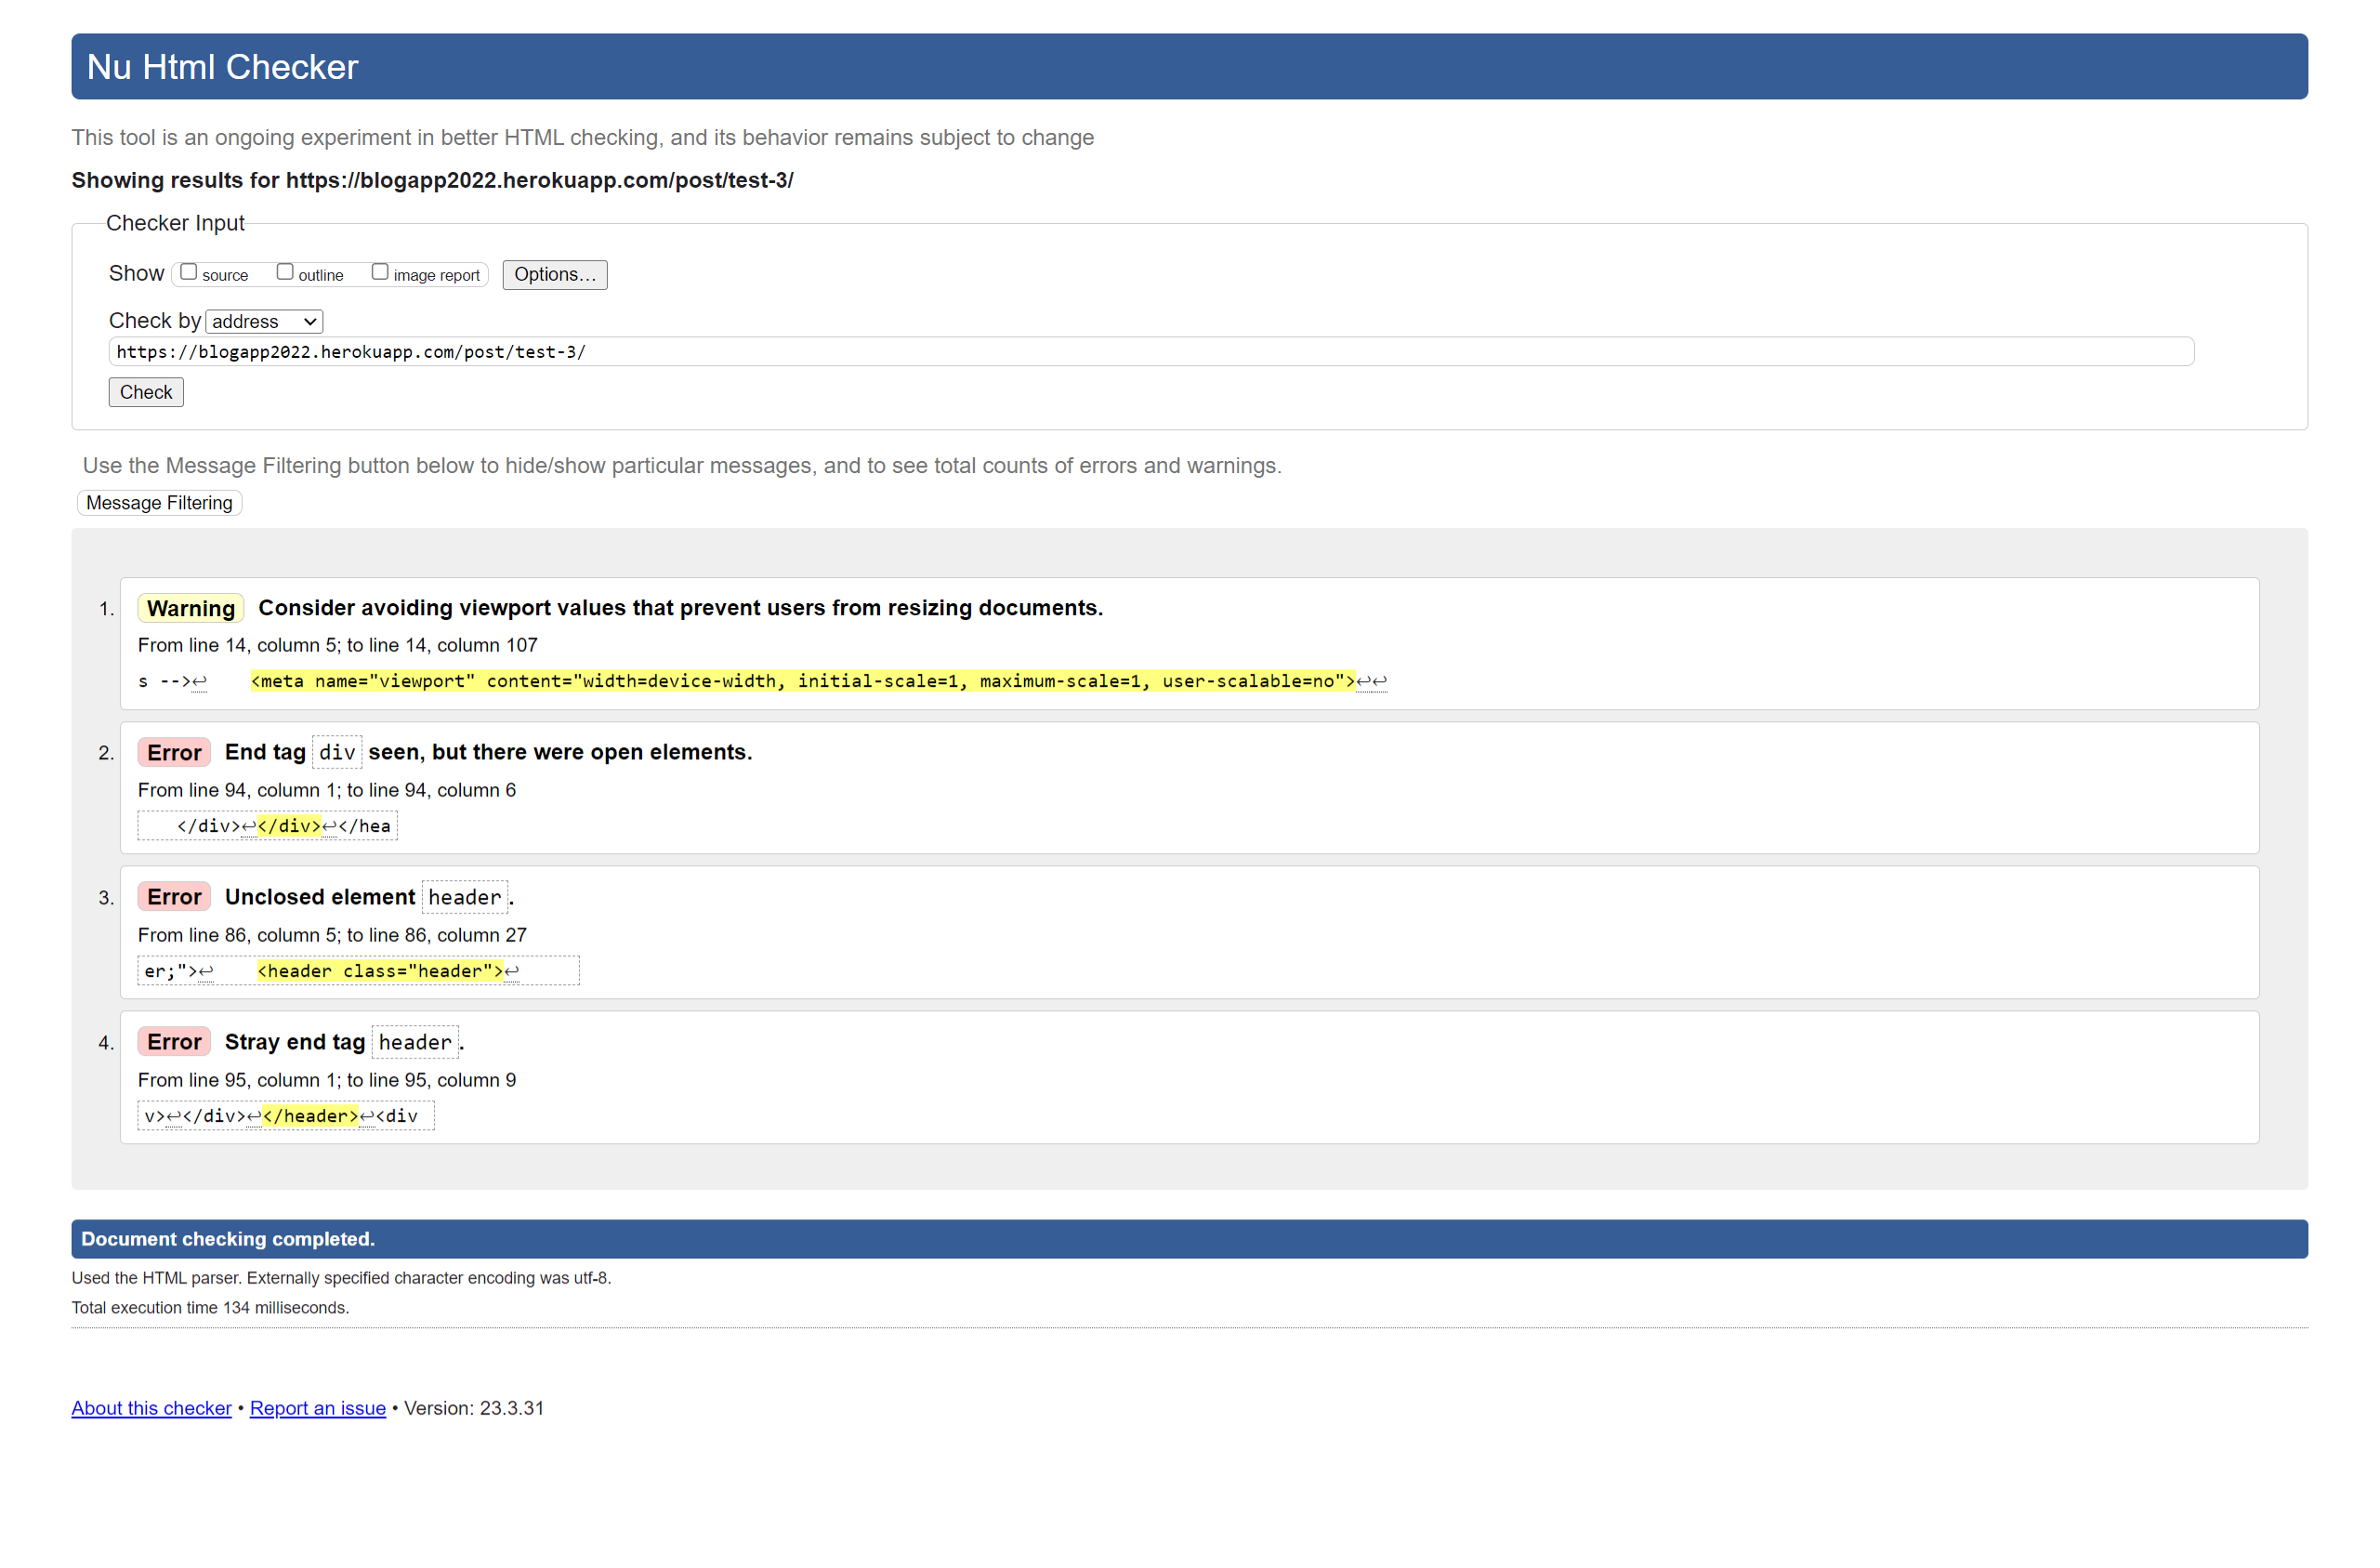 Nu Html Checker
This tool is an ongoing experiment in better HTML checking, and its behavior remains subject to change
Showing results for https://blogapp2022.herokuapp.com/post/test-3/
Checker Input
Show source outline image report Options...
Check by address
https://blogapp2022.herokuapp.com/post/test-3/
Check
Use the Message Filtering button below to hide/show particular messages, and to see total counts of errors and warnings.
Message Filtering
1. Warning Consider avoiding viewport values that prevent users from resizing documents.
From line 14, column 5; to line 14, column 107
s -->↩ <meta name="viewport" content="width=device-width, initial-scale=1, maximum-scale=1, user-scalable=no">↩↩
2. Error End tag div seen, but there were open elements.
From line 94, column 1; to line 94, column 6
</div>↩</div>↩</hea
3. Error Unclosed element header.
From line 86, column 5; to line 86, column 27
er;">↩ <header class="header">↩
4. Error Stray end tag header.
From line 95, column 1; to line 95, column 9
v>↩</div>↩</header>↩<div
Document checking completed.
Used the HTML parser. Externally specified character encoding was utf-8.
Total execution time 134 milliseconds.
About this checker • Report an issue • Version: 23.3.31